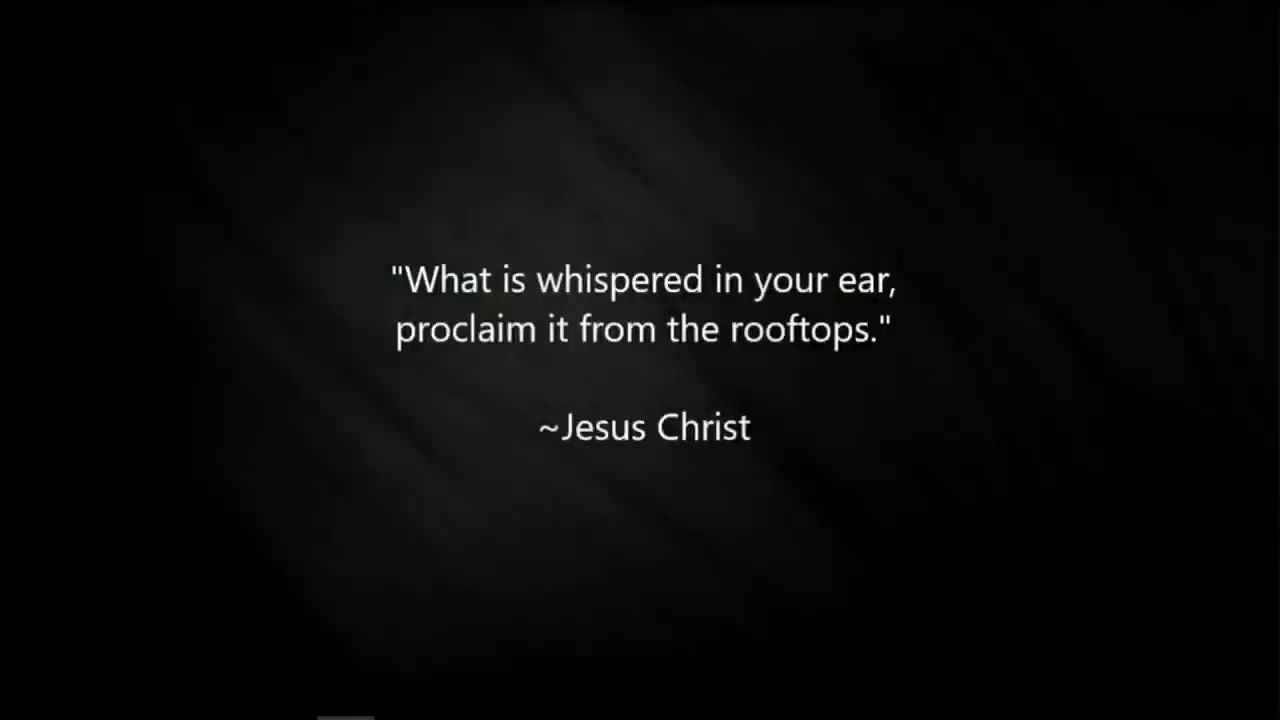 "What is whispered in your ear,
proclaim it from the rooftops."
~Jesus Christ